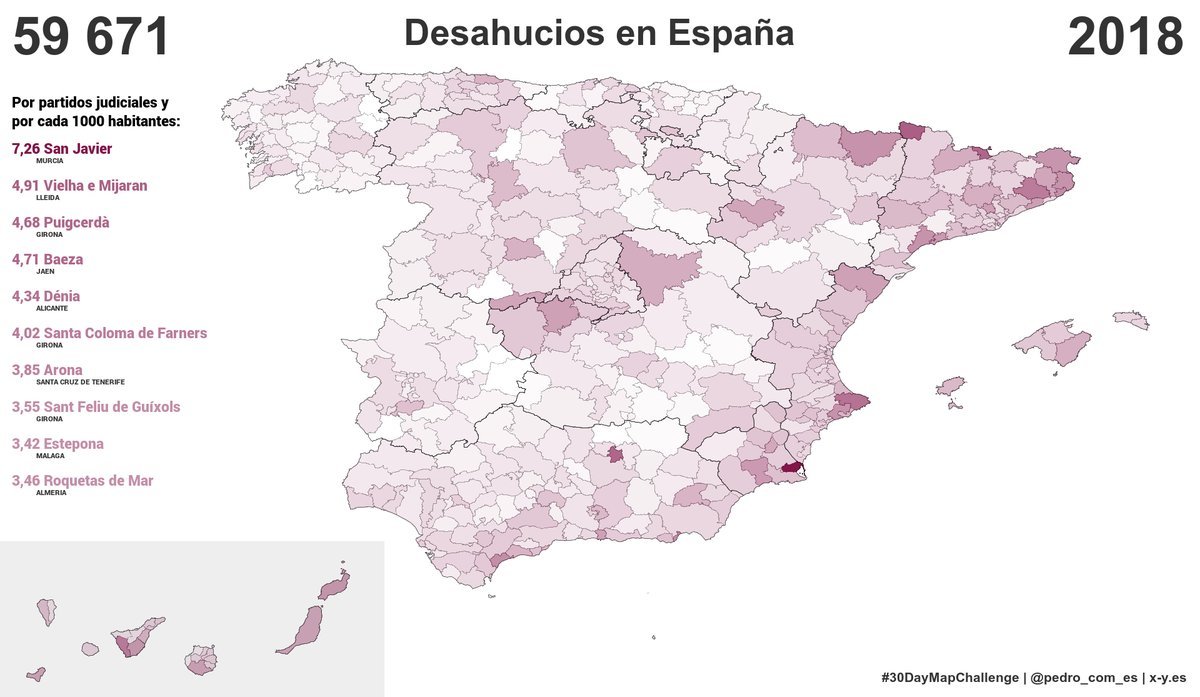 59 671
Desahucios en España
2018
Por partidos judiciales y
por cada 1000 habitantes:
7,26 San Javier
MURCIA
4,91 Vielha e Mijaran
LLEIDA
4,68 Puigcerdà
GIRONA
4,71 Baeza
JAEN
4,34 Dénia
ALICANTE
4,02 Santa Coloma de Farners
GIRONA
3,85 Arona
SANTA CRUZ DE TENERIFE
3,55 Sant Feliu de Guíxols
GIRONA
3,42 Estepona
MALAGA
3,46 Roquetas de Mar
ALMERIA
#30DayMapChallenge | @pedro_com_es | x-y.es